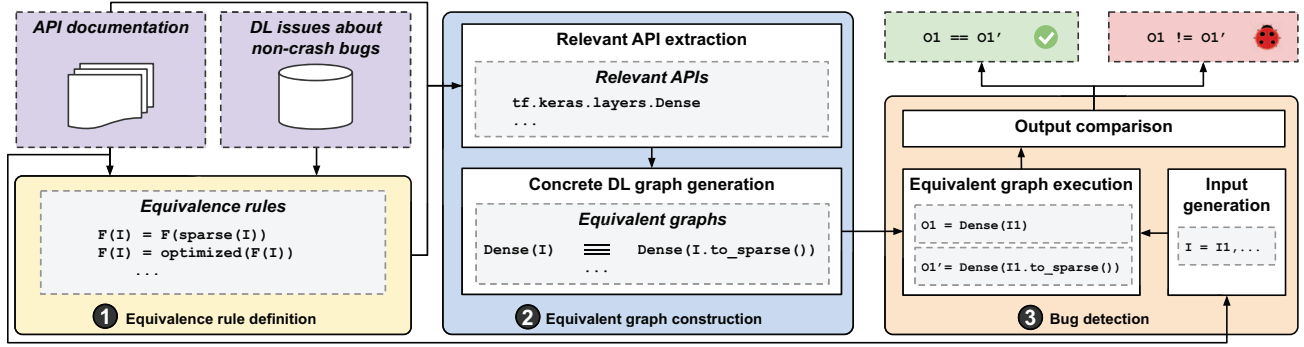 API documentation
DL issues about
non-crash bugs
Equivalence rules
F(I) = F(sparse(I))
F(I) = optimized(F(I))
...
1 Equivalence rule definition
Relevant API extraction
Relevant APIs
tf.keras.layers.Dense
...
Concrete DL graph generation
Equivalent graphs
Dense(I) ≡ Dense(I.to_sparse())
...
2 Equivalent graph construction
O1 == O1’
O1 != O1’
Output comparison
Equivalent graph execution
O1 = Dense(I1)
O1’= Dense(I1.to_sparse())
Input
generation
I = I1,...
3 Bug detection